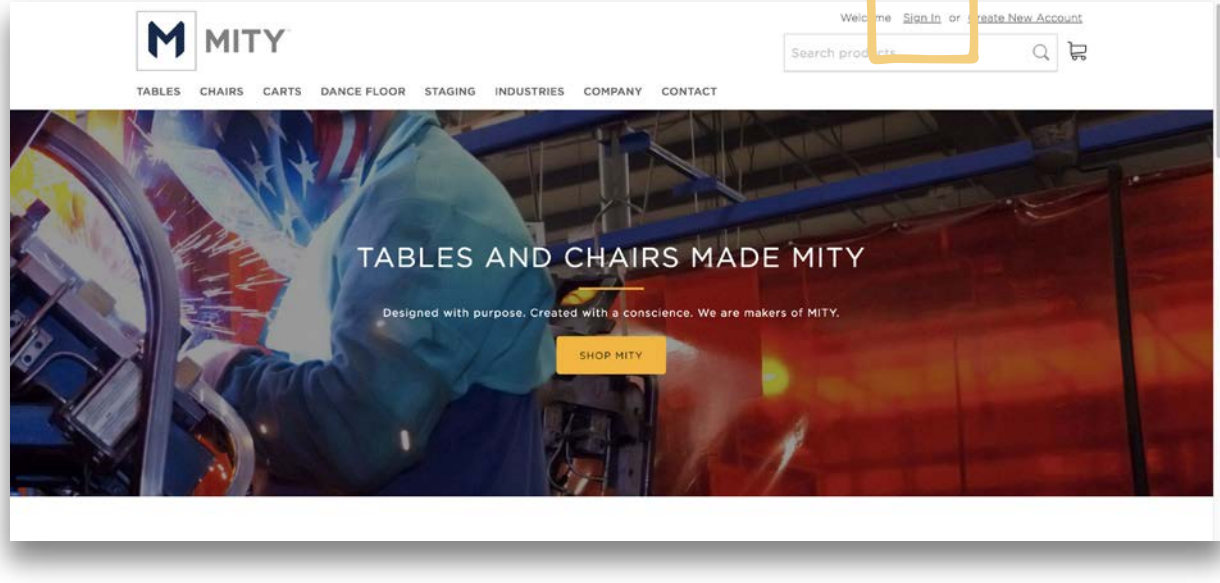 Welcome Sign In or Create New Account
M MITY
Search products
TABLES CHAIRS CARTS DANCE FLOOR STAGING INDUSTRIES COMPANY CONTACT
TABLES AND CHAIRS MADE MITY
Designed with purpose. Created with a conscience. We are makers of MITY.
SHOP MITY